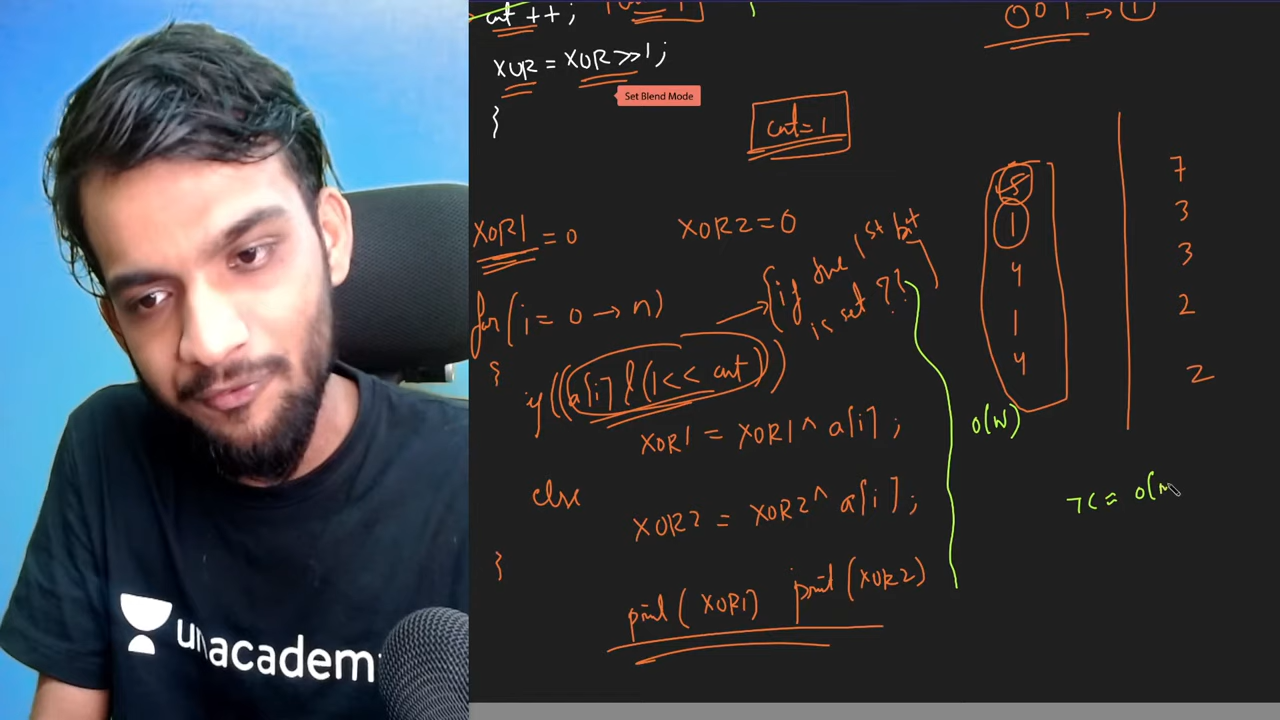 cnt ++;
001 → 1
XOR = XOR >> 1;
Set Blend Mode
}
cnt = 1
XOR1 = 0
XOR2 = 0
for (i = 0 → n)
{ if the 1st bit
is set ?!
{
if ((a[i] & (1 << cnt)))
XOR1 = XOR1 ^ a[i];
else
XOR2 = XOR2 ^ a[i];
}
print (XOR1) print (XOR2)
5
1
4
1
4
O(N)
7
3
3
2
2
TC = O(N
unacademy